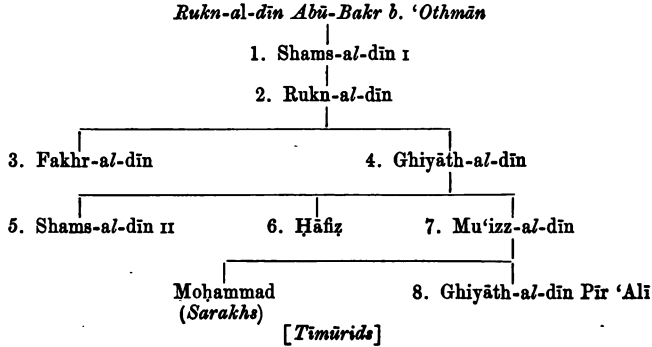 Rukn-al-dīn Abū-Bakr b. ‘Othmān
1. Shams-al-dīn I
2. Rukn-al-dīn
3. Fakhr-al-dīn 4. Ghiyāth-al-dīn
5. Shams-al-dīn II 6. Ḥāfiẓ 7. Mu‘izz-al-dīn
Moḥammad 8. Ghiyāth-al-dīn Pīr ‘Alī
(Sarakhs)
[Tīmūrids]